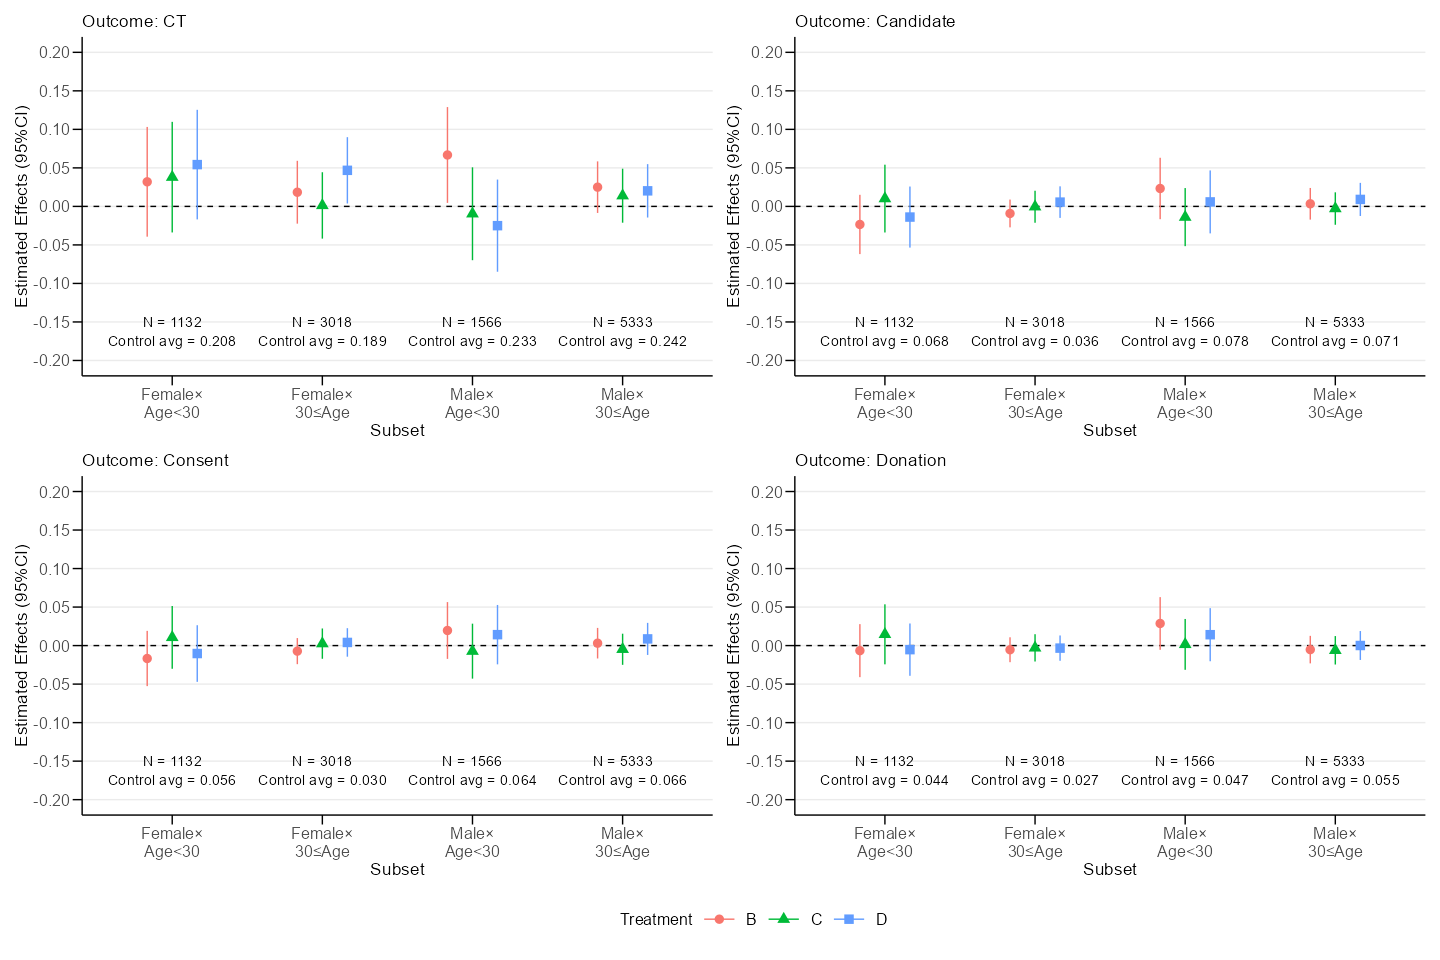 Outcome: CT
Estimated Effects (95%CI)
0.20
0.15
0.10
0.05
0.00
-0.05
-0.10
-0.15
-0.20
N = 1132
Control avg = 0.208
N = 3018
Control avg = 0.189
N = 1566
Control avg = 0.233
N = 5333
Control avg = 0.242
Female×
Age<30
Female×
30≤Age
Male×
Age<30
Male×
30≤Age
Subset
Outcome: Candidate
Estimated Effects (95%CI)
0.20
0.15
0.10
0.05
0.00
-0.05
-0.10
-0.15
-0.20
N = 1132
Control avg = 0.068
N = 3018
Control avg = 0.036
N = 1566
Control avg = 0.078
N = 5333
Control avg = 0.071
Female×
Age<30
Female×
30≤Age
Male×
Age<30
Male×
30≤Age
Subset
Outcome: Consent
Estimated Effects (95%CI)
0.20
0.15
0.10
0.05
0.00
-0.05
-0.10
-0.15
-0.20
N = 1132
Control avg = 0.056
N = 3018
Control avg = 0.030
N = 1566
Control avg = 0.064
N = 5333
Control avg = 0.066
Female×
Age<30
Female×
30≤Age
Male×
Age<30
Male×
30≤Age
Subset
Outcome: Donation
Estimated Effects (95%CI)
0.20
0.15
0.10
0.05
0.00
-0.05
-0.10
-0.15
-0.20
N = 1132
Control avg = 0.044
N = 3018
Control avg = 0.027
N = 1566
Control avg = 0.047
N = 5333
Control avg = 0.055
Female×
Age<30
Female×
30≤Age
Male×
Age<30
Male×
30≤Age
Subset
Treatment B C D